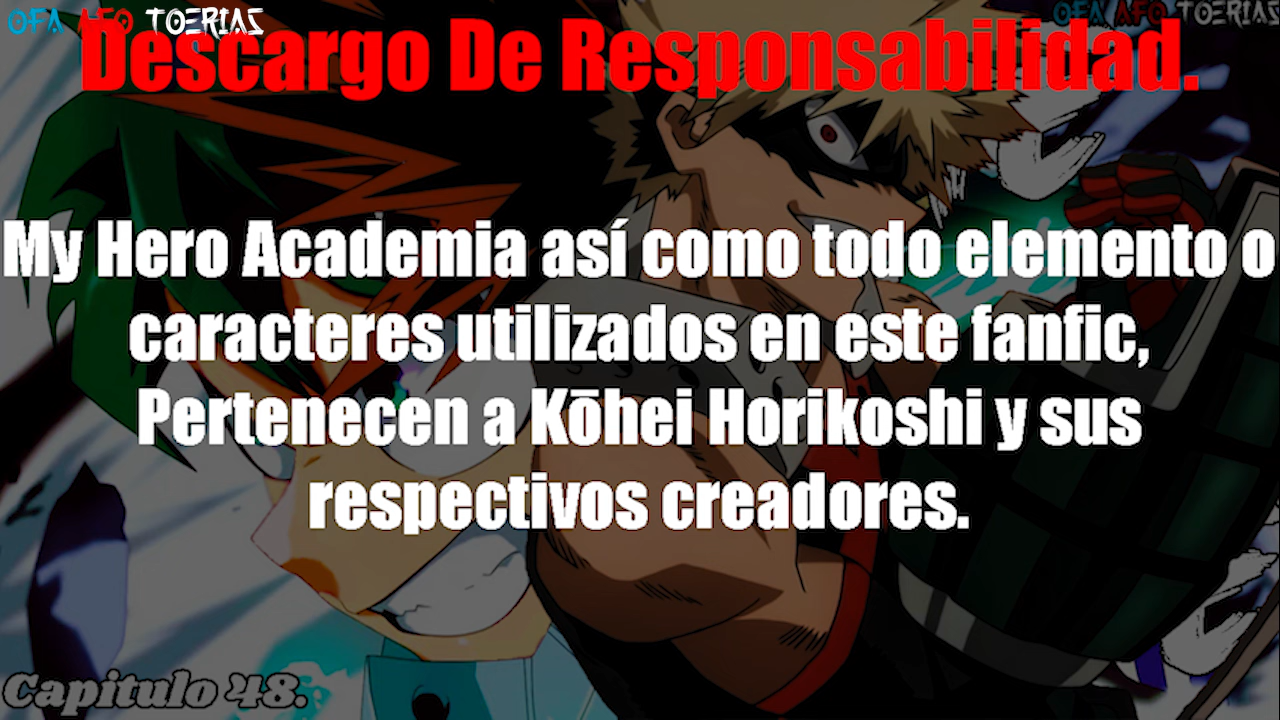 OFA AFO TOERIAS
OFA AFO TOERIAS
Descargo De Responsabilidad.
My Hero Academia así como todo elemento o
caracteres utilizados en este fanfic,
Pertenecen a Kōhei Horikoshi y sus
respectivos creadores.
Capitulo 48.